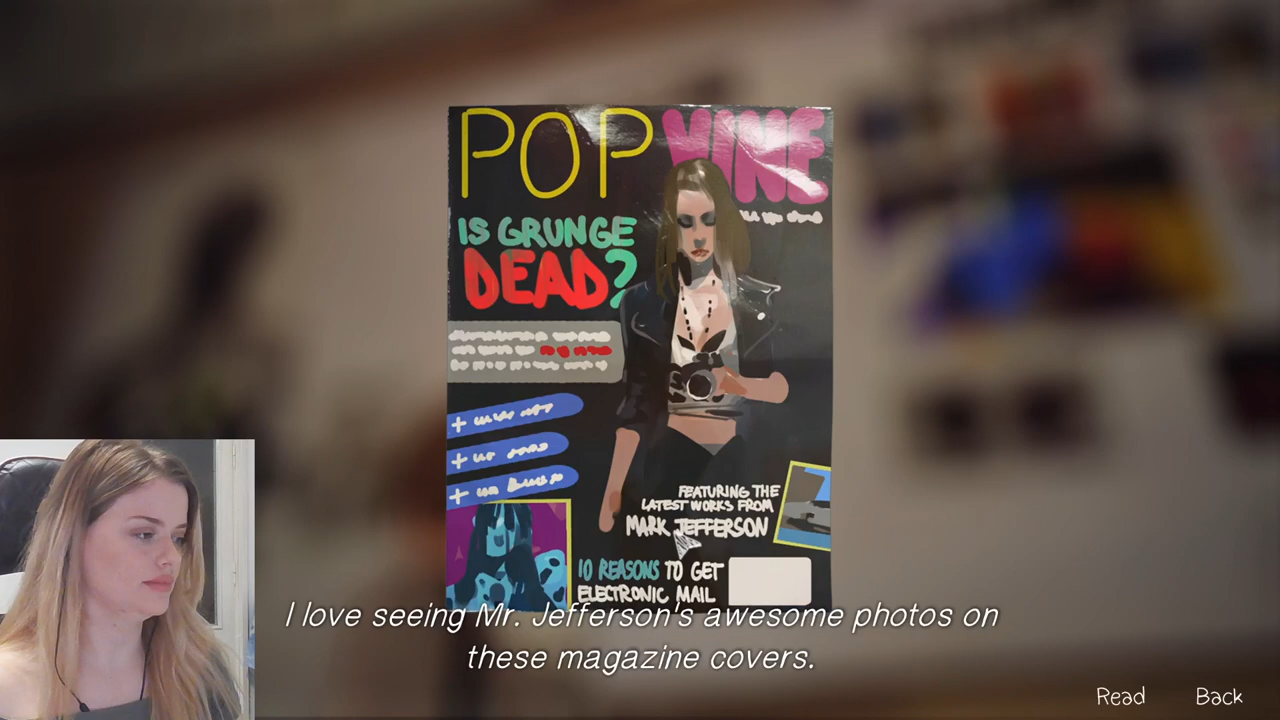 POP VINE
IS GRUNGE
DEAD?
+
+
+
FEATURING THE
LATEST WORKS FROM
MARK JEFFERSON
10 REASONS TO GET
ELECTRONIC MAIL
I love seeing Mr. Jefferson's awesome photos on
these magazine covers.
Read Back